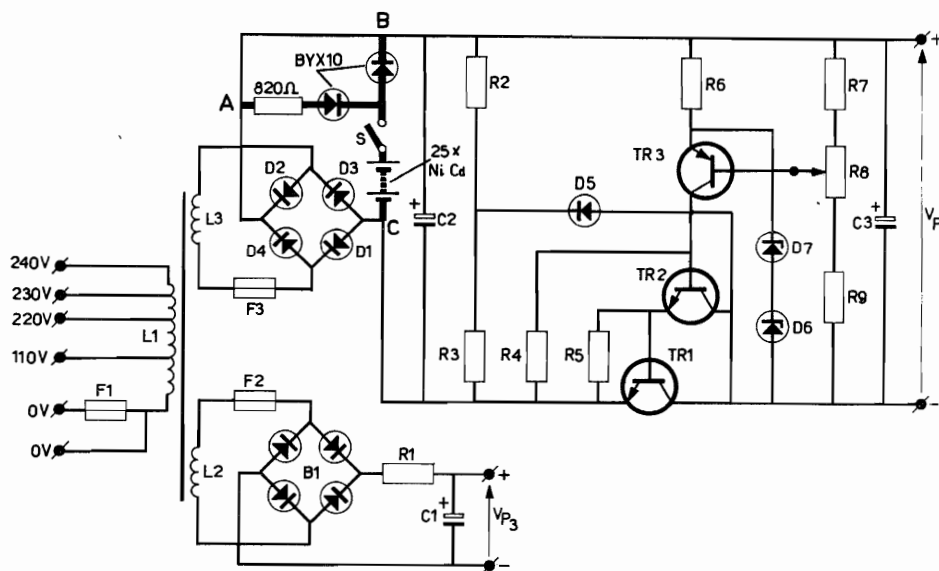 B
+
BYX10
820Ω
A
R2
R6
R7
S
TR3
25x
Ni Cd
D2
D3
D5
R8
L3
+
C2
+
C3
VP
C
D4
D1
D7
240V
TR2
F3
230V
R9
220V
L1
D6
R3
R4
R5
110V
TR1
F1
F2
0V
-
0V
L2
B1
R1
+
+
C1
VP3
-